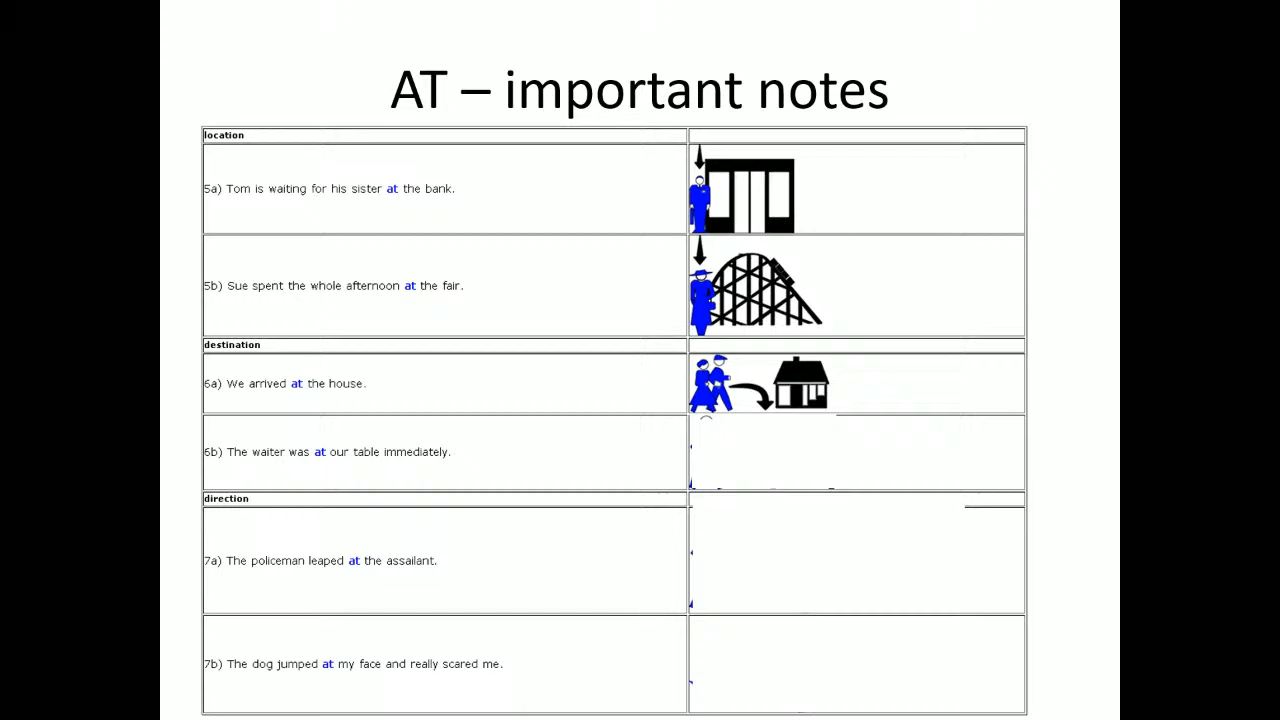 AT – important notes
location
5a) Tom is waiting for his sister at the bank.
5b) Sue spent the whole afternoon at the fair.
destination
6a) We arrived at the house.
6b) The waiter was at our table immediately.
direction
7a) The policeman leaped at the assailant.
7b) The dog jumped at my face and really scared me.